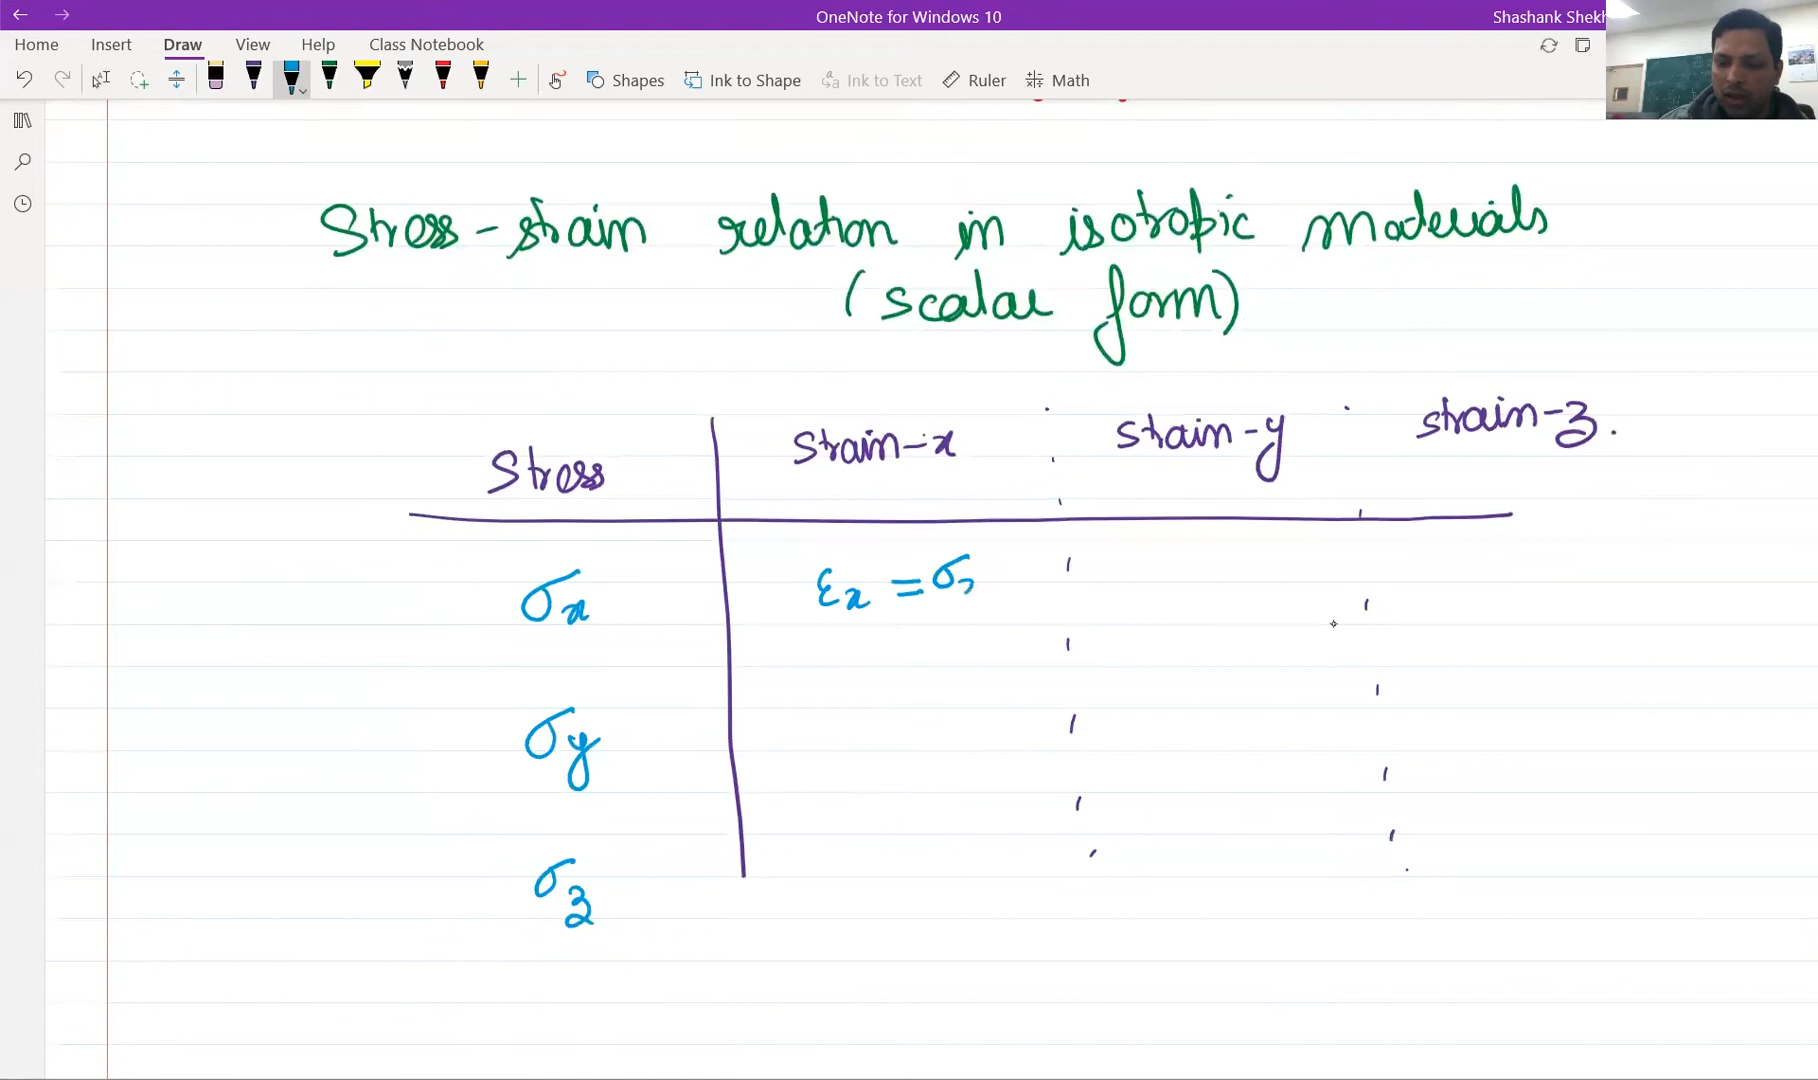 OneNote for Windows 10
Shashank Shekh
Home Insert Draw View Help Class Notebook
Shapes Ink to Shape Ink to Text Ruler Math
Stress-strain relation in isotropic materials
(scalar form)
Stress strain-x strain-y strain-z.
σx εx = σ
σy
σz